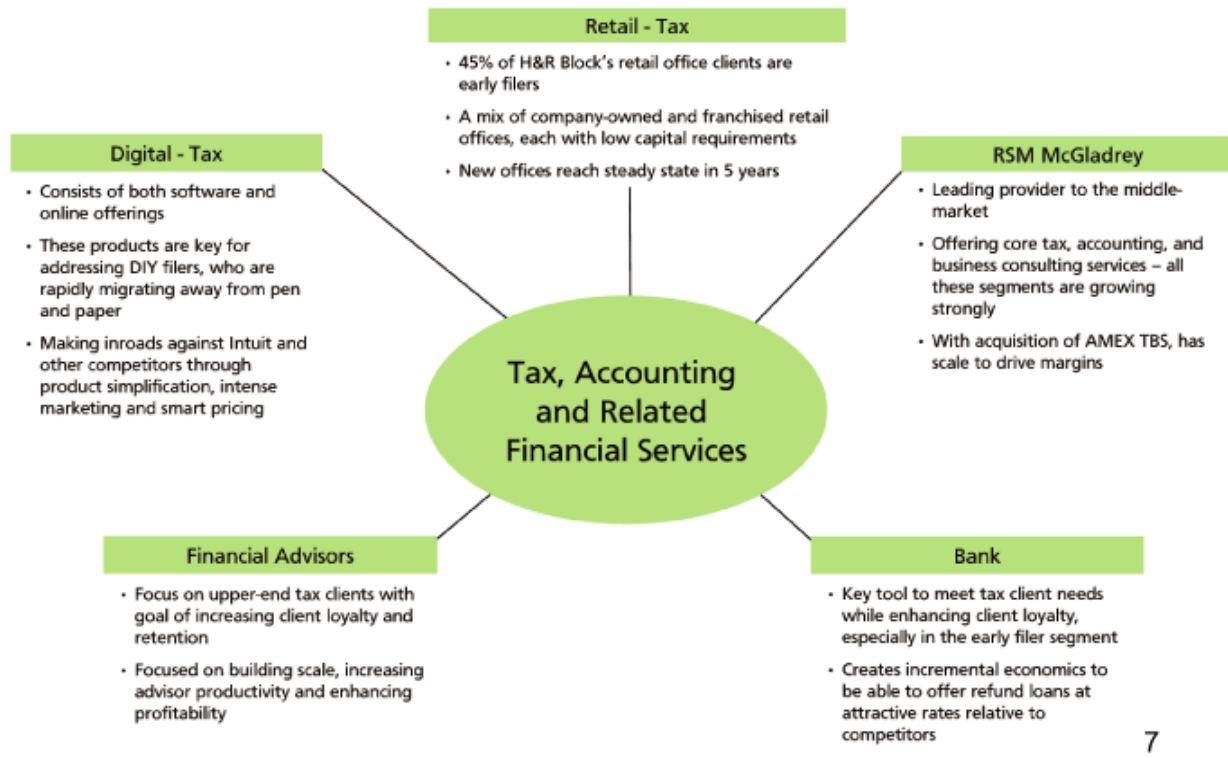 Retail - Tax
• 45% of H&R Block's retail office clients are
early filers
• A mix of company-owned and franchised retail
offices, each with low capital requirements
• New offices reach steady state in 5 years
Digital - Tax
• Consists of both software and
online offerings
• These products are key for
addressing DIY filers, who are
rapidly migrating away from pen
and paper
• Making inroads against Intuit and
other competitors through
product simplification, intense
marketing and smart pricing
RSM McGladrey
• Leading provider to the middle-
market
• Offering core tax, accounting, and
business consulting services – all
these segments are growing
strongly
• With acquisition of AMEX TBS, has
scale to drive margins
Tax, Accounting
and Related
Financial Services
Financial Advisors
• Focus on upper-end tax clients with
goal of increasing client loyalty and
retention
• Focused on building scale, increasing
advisor productivity and enhancing
profitability
Bank
• Key tool to meet tax client needs
while enhancing client loyalty,
especially in the early filer segment
• Creates incremental economics to
be able to offer refund loans at
attractive rates relative to
competitors
7